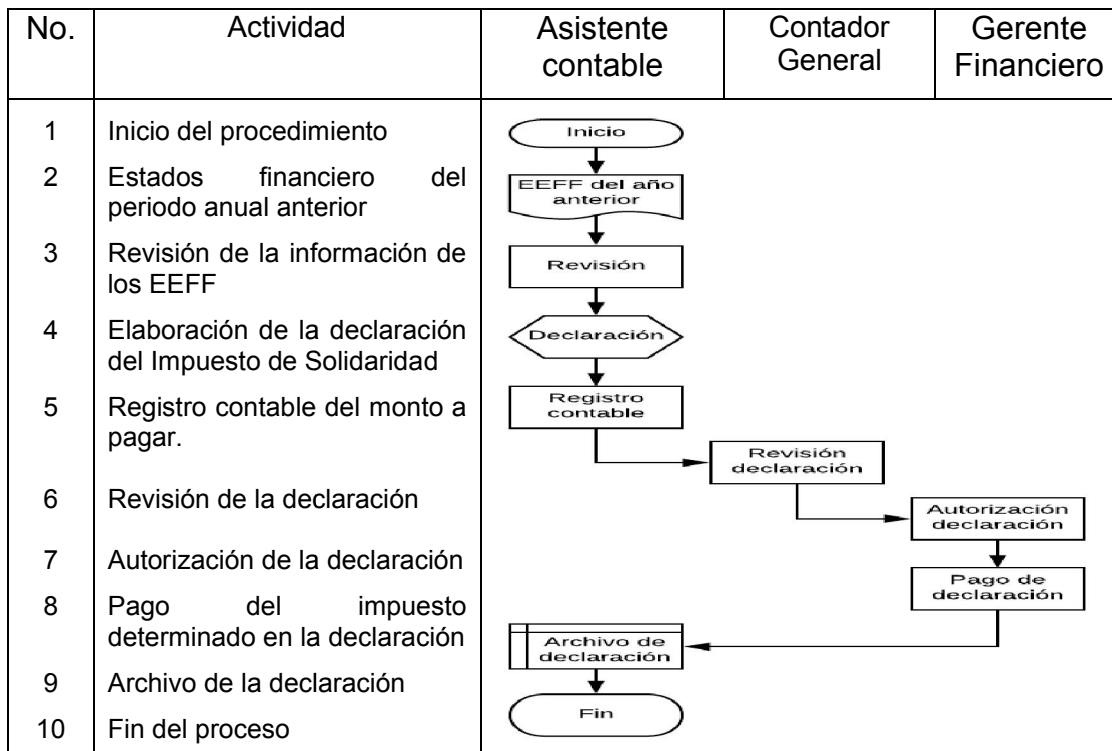 No.
Actividad
Asistente
contable
Contador
General
Gerente
Financiero
1
Inicio del procedimiento
Inicio
2
Estados financiero del
periodo anual anterior
EEFF del año
anterior
3
Revisión de la información de
los EEFF
Revisión
4
Elaboración de la declaración
del Impuesto de Solidaridad
Declaración
5
Registro contable del monto a
pagar.
Registro
contable
Revisión
declaración
6
Revisión de la declaración
Autorización
declaración
7
Autorización de la declaración
8
Pago del impuesto
determinado en la declaración
Pago de
declaración
Archivo de
declaración
9
Archivo de la declaración
10
Fin del proceso
Fin